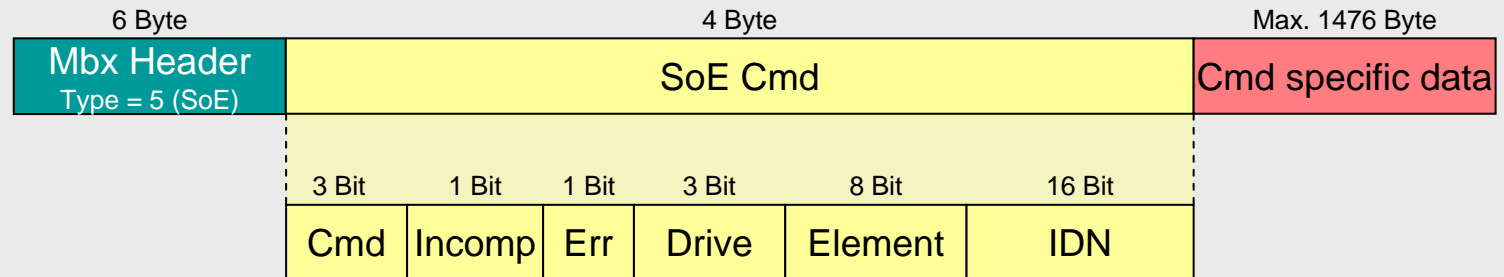 6 Byte 4 Byte Max. 1476 Byte
Mbx Header
Type = 5 (SoE)
SoE Cmd
Cmd specific data
3 Bit 1 Bit 1 Bit 3 Bit 8 Bit 16 Bit
Cmd Incomp Err Drive Element IDN